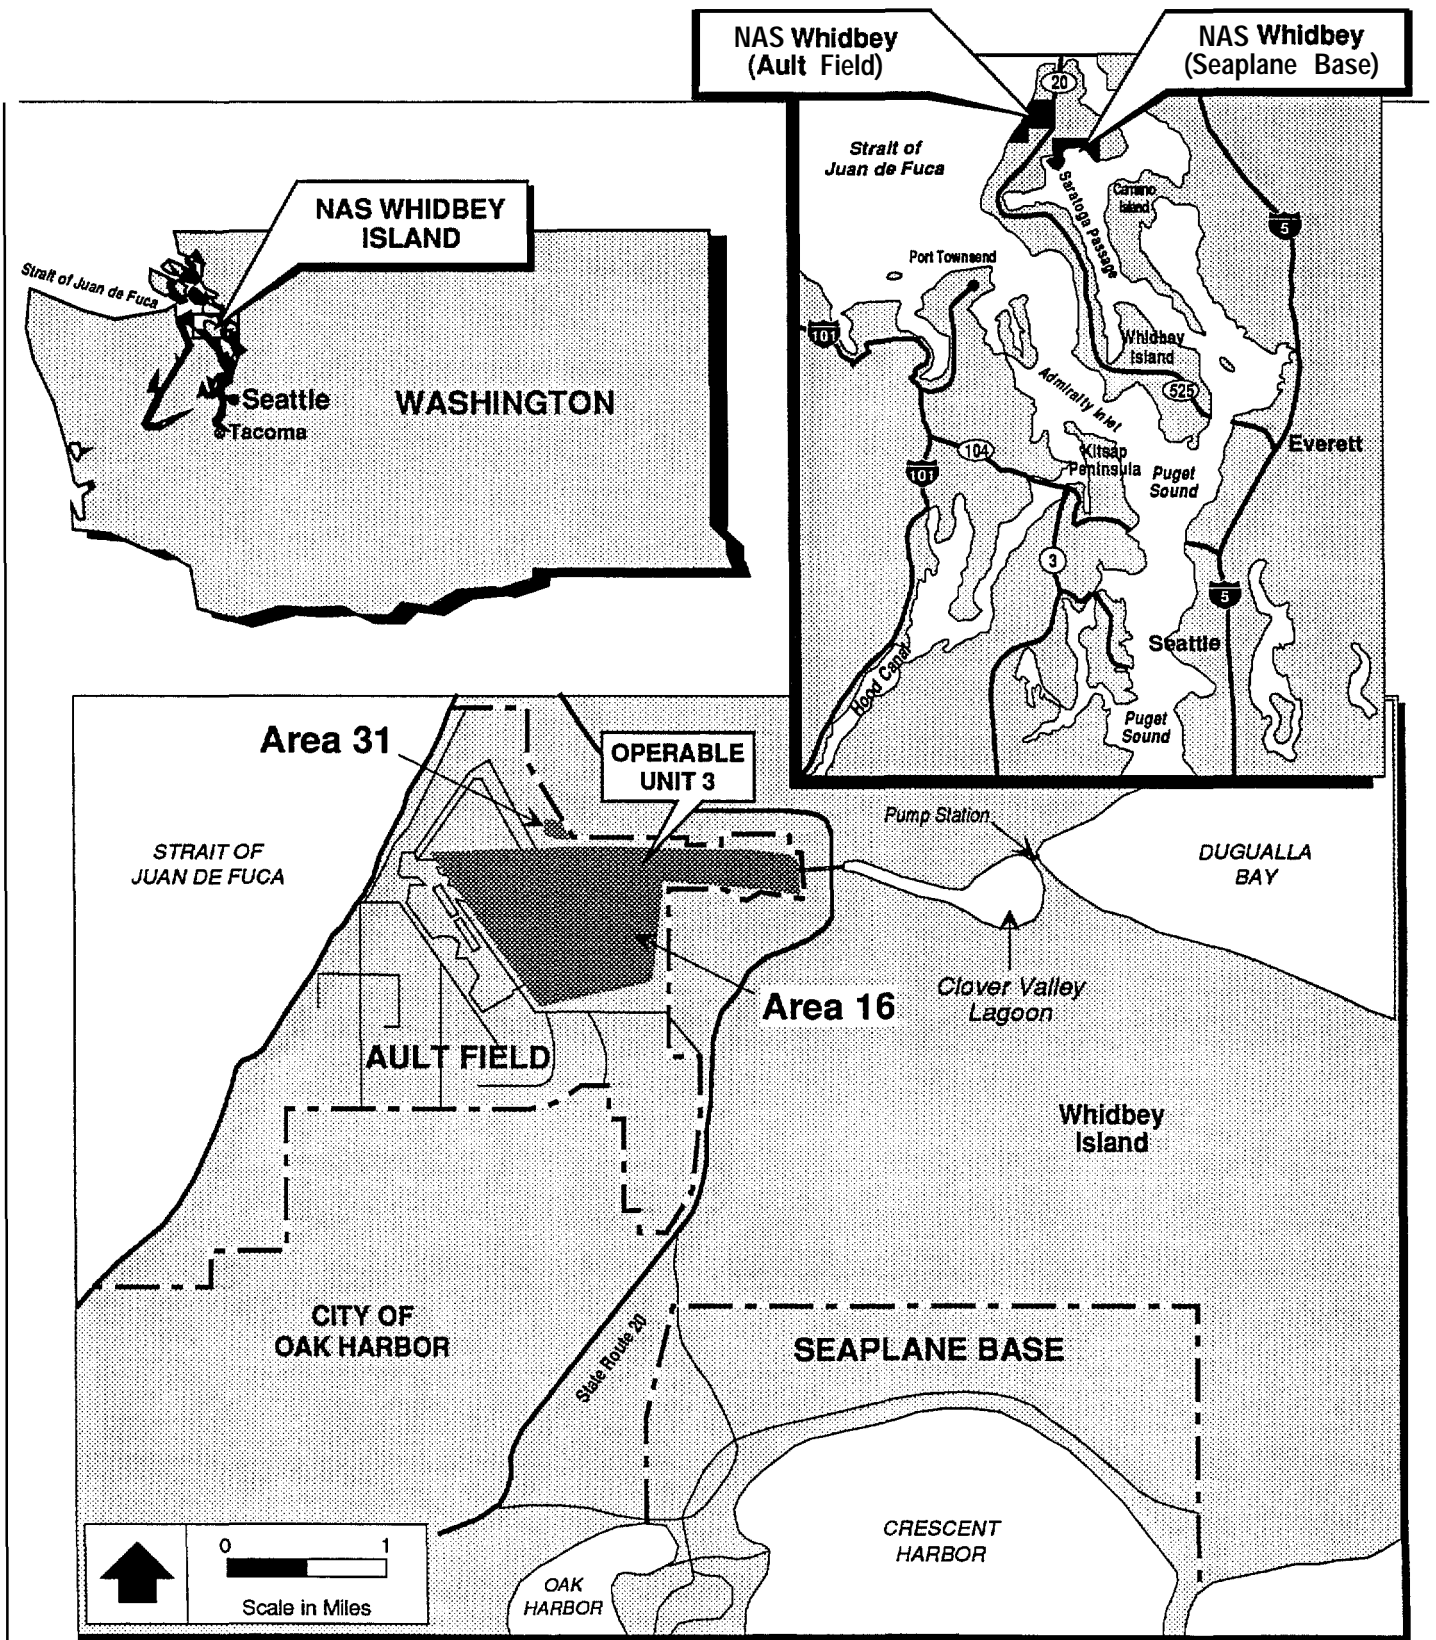 NAS Whidbey
(Ault Field)
NAS Whidbey
(Seaplane Base)
20
Strait of
Juan de Fuca
Saratoga Passage
Camano
Island
5
Port Townsend
101
Whidbey
Island
Admiralty Inlet
525
104
Kitsap
Peninsula
Everett
101
Puget
Sound
3
5
Seattle
Hood Canal
Puget
Sound
NAS WHIDBEY
ISLAND
Strait of Juan de Fuca
Seattle
WASHINGTON
Tacoma
Area 31
OPERABLE
UNIT 3
Pump Station
STRAIT OF
JUAN DE FUCA
DUGUALLA
BAY
Clover Valley
Lagoon
Area 16
AULT FIELD
Whidbey
Island
CITY OF
OAK HARBOR
State Route 20
SEAPLANE BASE
CRESCENT
HARBOR
OAK
HARBOR
0 1
Scale in Miles